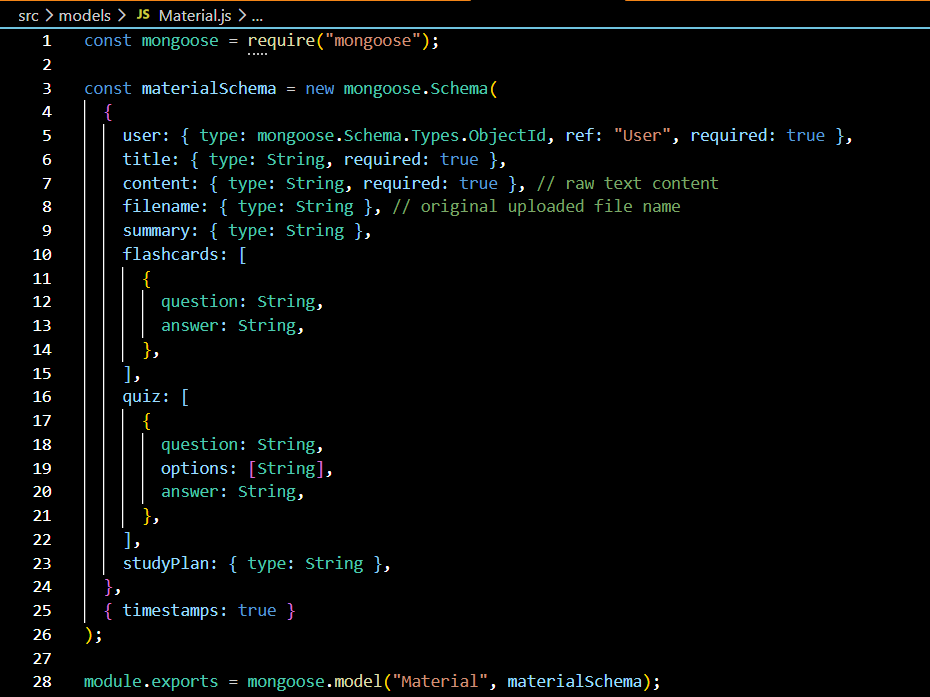 src > models > JS Material.js > ...
1 const mongoose = require("mongoose");
2
3 const materialSchema = new mongoose.Schema(
4 {
5 user: { type: mongoose.Schema.Types.ObjectId, ref: "User", required: true },
6 title: { type: String, required: true },
7 content: { type: String, required: true }, // raw text content
8 filename: { type: String }, // original uploaded file name
9 summary: { type: String },
10 flashcards: [
11 {
12 question: String,
13 answer: String,
14 },
15 ],
16 quiz: [
17 {
18 question: String,
19 options: [String],
20 answer: String,
21 },
22 ],
23 studyPlan: { type: String },
24 },
25 { timestamps: true }
26 );
27
28 module.exports = mongoose.model("Material", materialSchema);